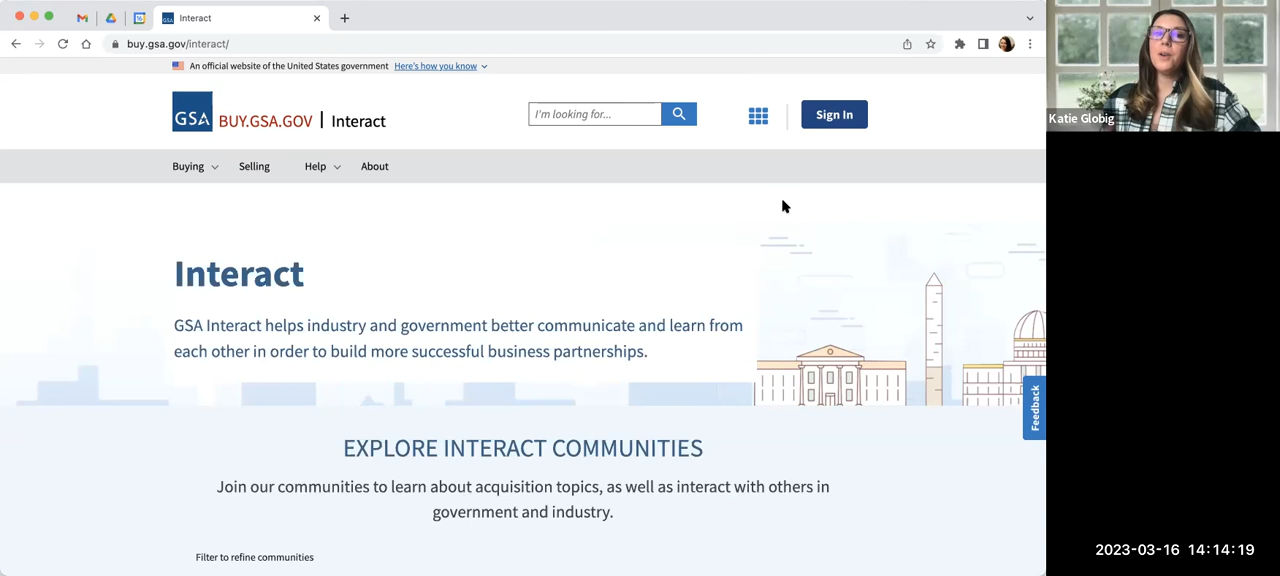 Interact
buy.gsa.gov/interact/
An official website of the United States government Here's how you know
GSA BUY.GSA.GOV | Interact
I'm looking for...
Sign In
Buying Selling Help About
Interact
GSA Interact helps industry and government better communicate and learn from
each other in order to build more successful business partnerships.
Feedback
EXPLORE INTERACT COMMUNITIES
Join our communities to learn about acquisition topics, as well as interact with others in
government and industry.
Filter to refine communities
Katie Globig
2023-03-16 14:14:19